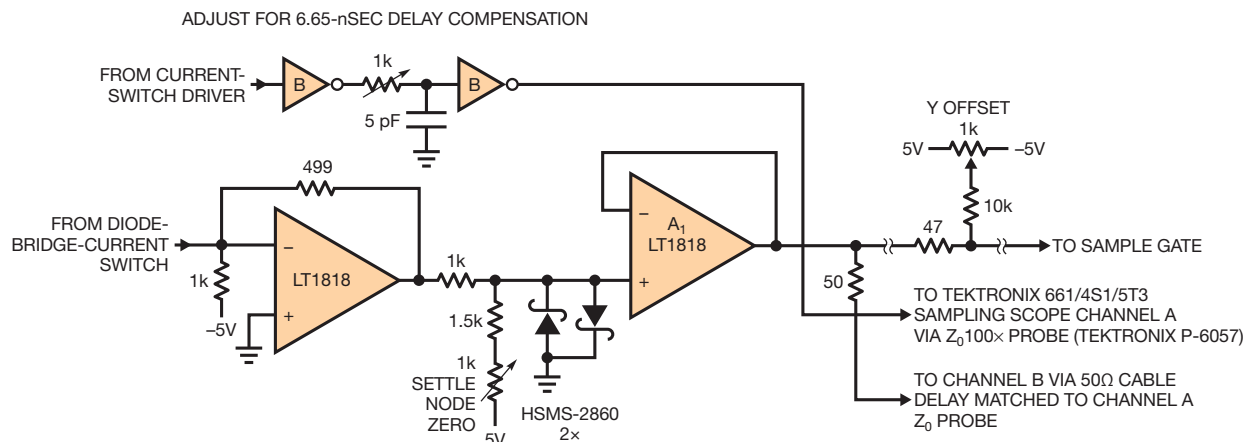 ADJUST FOR 6.65-nSEC DELAY COMPENSATION
FROM CURRENT-
SWITCH DRIVER
B
1k
B
5 pF
Y OFFSET
1k
5V
–5V
10k
499
FROM DIODE-
BRIDGE-CURRENT
SWITCH
1k
–5V
–
+
LT1818
1k
1.5k
1k
SETTLE
NODE
ZERO
5V
HSMS-2860
2×
–
+
A1
LT1818
47
50
TO SAMPLE GATE
TO TEKTRONIX 661/4S1/5T3
SAMPLING SCOPE CHANNEL A
VIA Z0100× PROBE (TEKTRONIX P-6057)
TO CHANNEL B VIA 50Ω CABLE
DELAY MATCHED TO CHANNEL A
Z0 PROBE